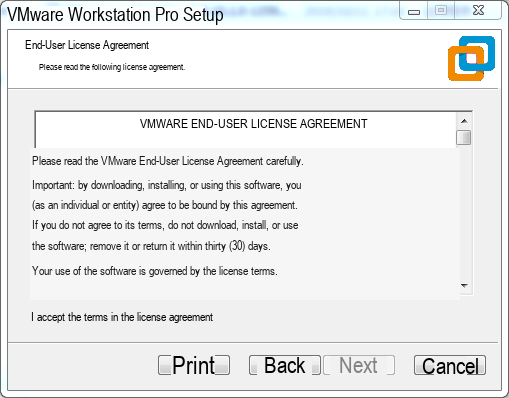 VMware Workstation Pro Setup
End-User License Agreement
Please read the following license agreement.
VMWARE END-USER LICENSE AGREEMENT
Please read the VMware End-User License Agreement carefully.
Important: by downloading, installing, or using this software, you
(as an individual or entity) agree to be bound by this agreement.
If you do not agree to its terms, do not download, install, or use
the software; remove it or return it within thirty (30) days.
Your use of the software is governed by the license terms.
I accept the terms in the license agreement
Print Back Next Cancel